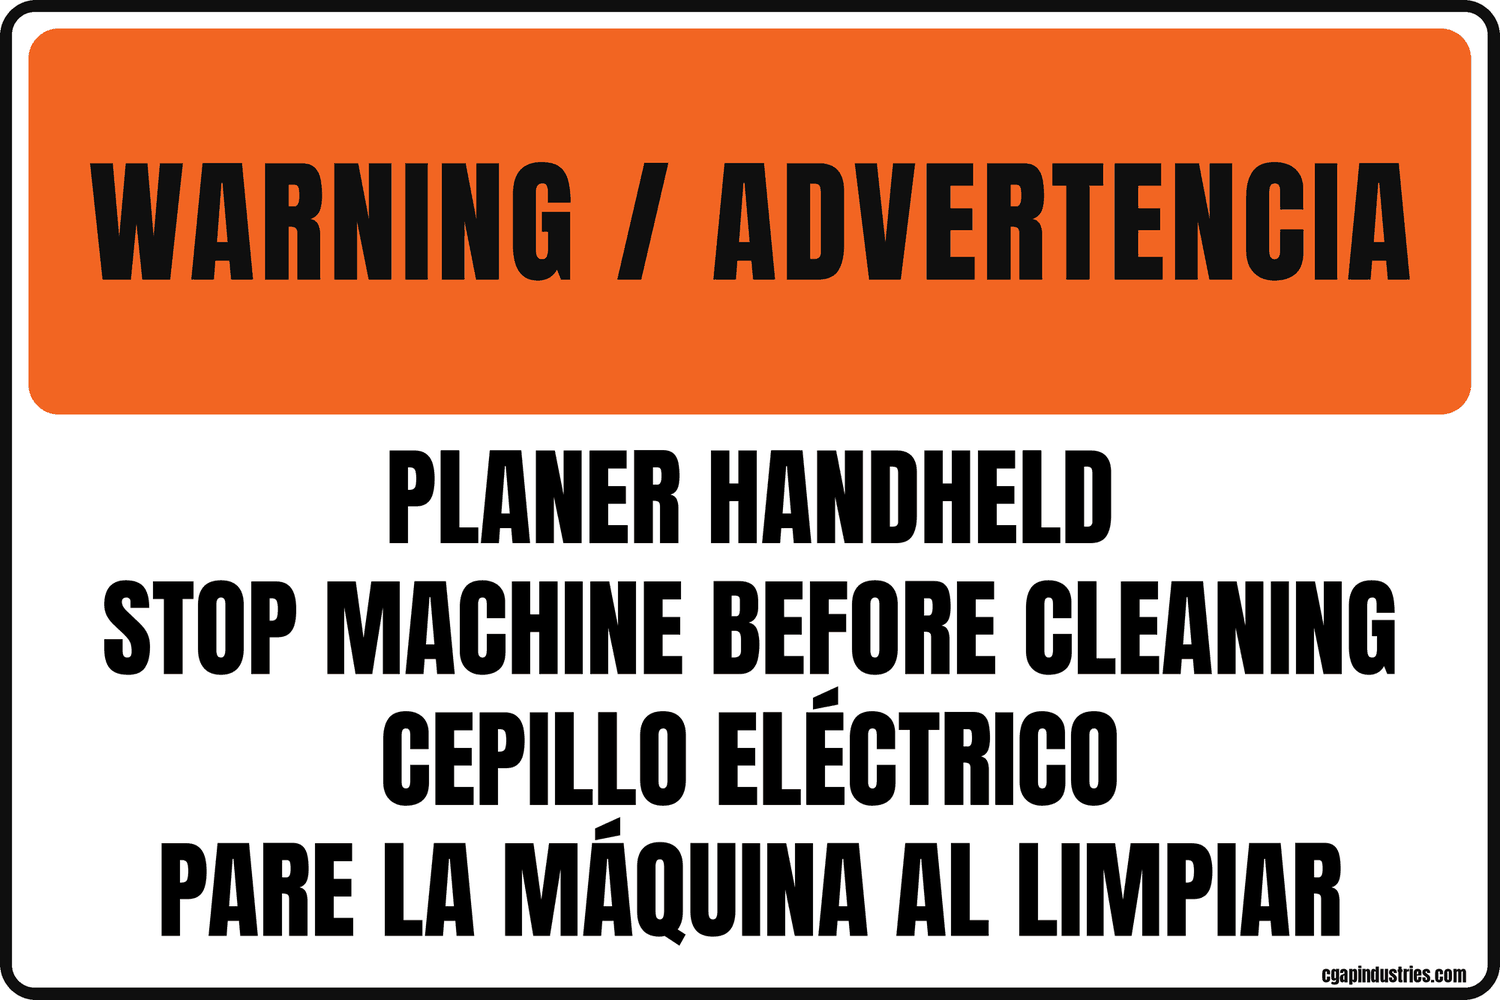 WARNING / ADVERTENCIA
PLANER HANDHELD
STOP MACHINE BEFORE CLEANING
CEPILLO ELÉCTRICO
PARE LA MÁQUINA AL LIMPIAR
cgapindustries.com